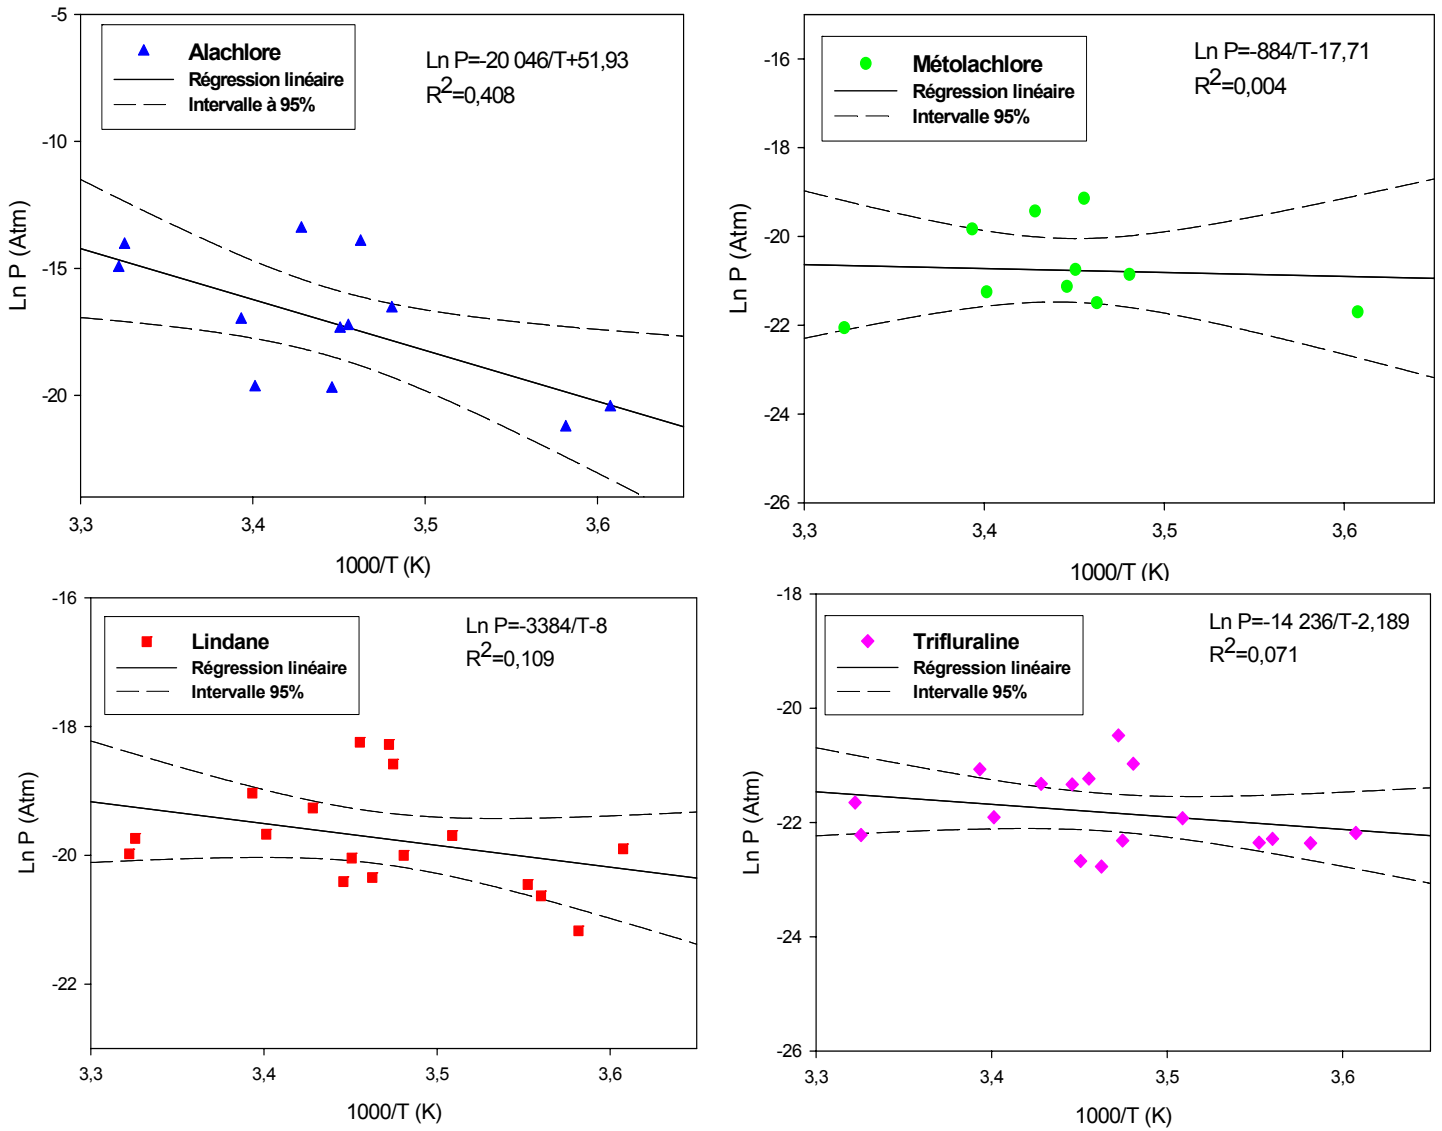 Alachlore
Régression linéaire
Intervalle à 95%
Ln P=-20 046/T+51,93
R2=0,408
Ln P (Atm)
-5
-10
-15
-20
3,3
3,4
3,5
3,6
1000/T (K)
Métolachlore
Régression linéaire
Intervalle 95%
Ln P=-884/T-17,71
R2=0,004
Ln P (Atm)
-16
-18
-20
-22
-24
-26
3,3
3,4
3,5
3,6
1000/T (K)
Lindane
Régression linéaire
Intervalle 95%
Ln P=-3384/T-8
R2=0,109
Ln P (Atm)
-16
-18
-20
-22
3,3
3,4
3,5
3,6
1000/T (K)
Trifluraline
Régression linéaire
Intervalle 95%
Ln P=-14 236/T-2,189
R2=0,071
Ln P (Atm)
-18
-20
-22
-24
-26
3,3
3,4
3,5
3,6
1000/T (K)